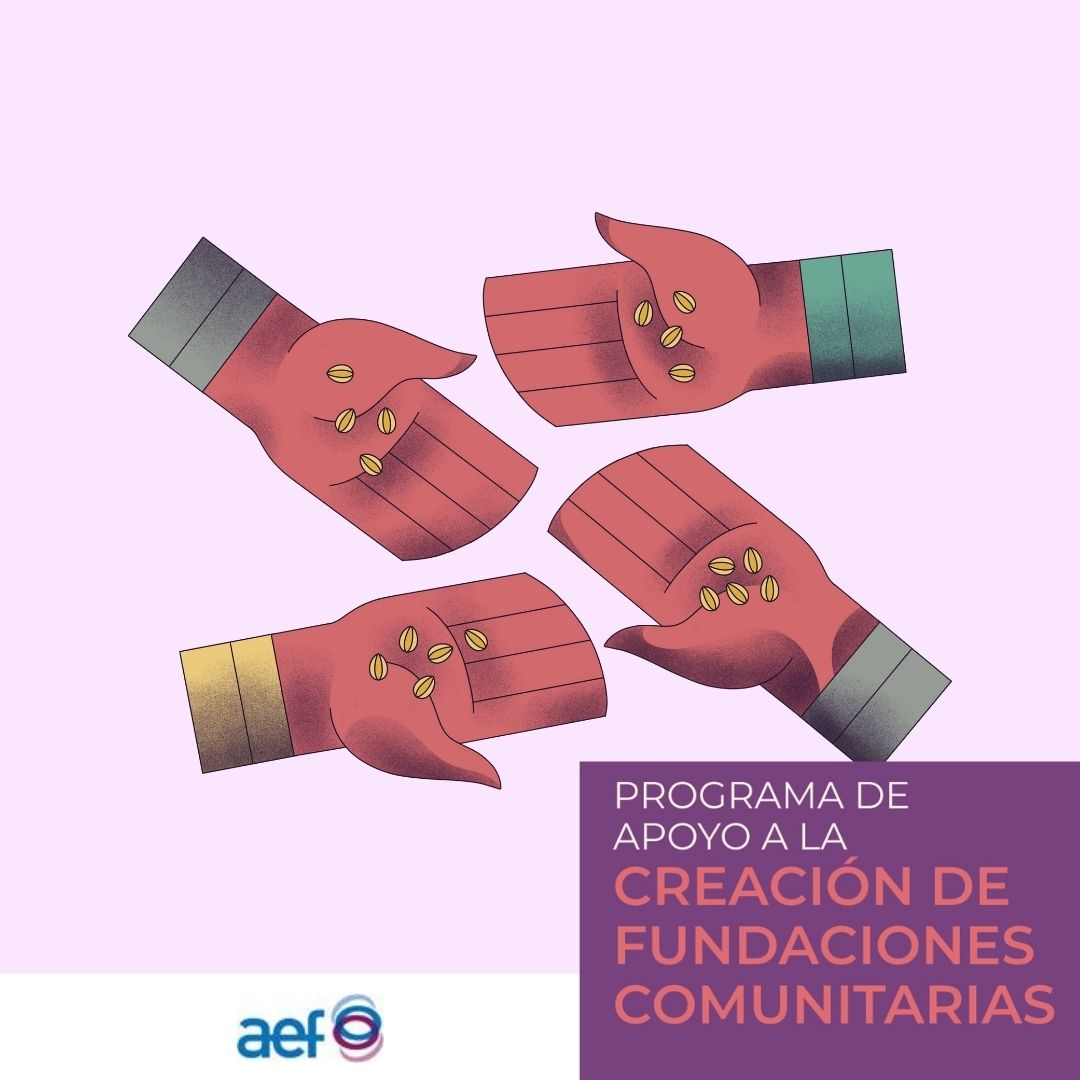 PROGRAMA DE
APOYO A LA
CREACIÓN DE
FUNDACIONES
COMUNITARIAS
aef